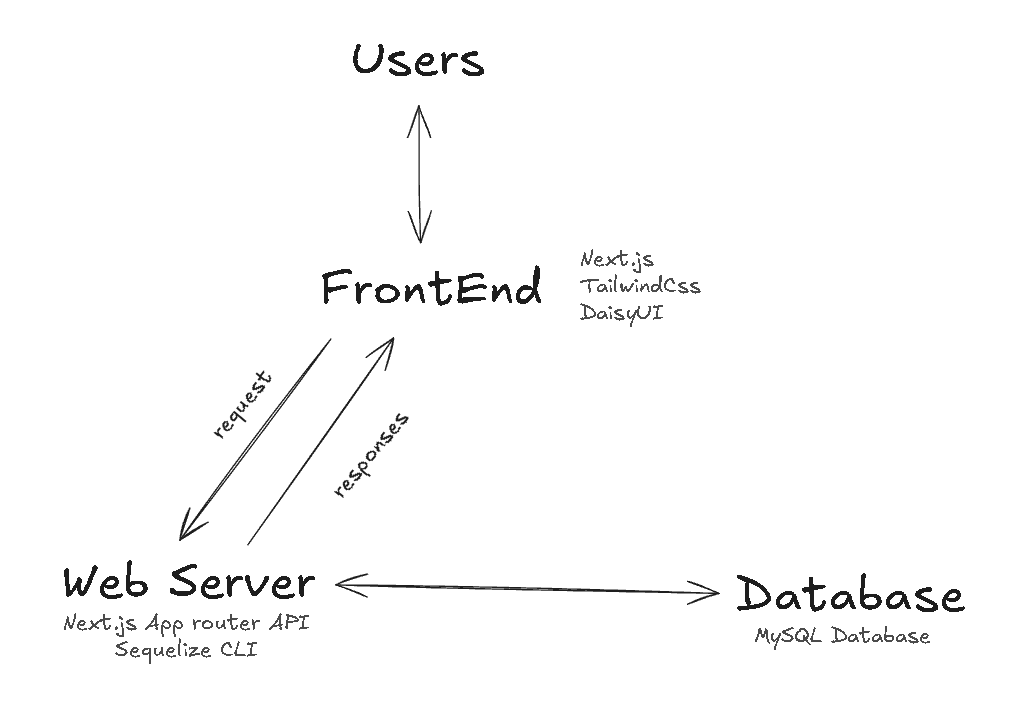 Users
FrontEnd
Next.js
TailwindCss
DaisyUI
request
responses
Web Server
Next.js App router API
Sequelize CLI
Database
MySQL Database